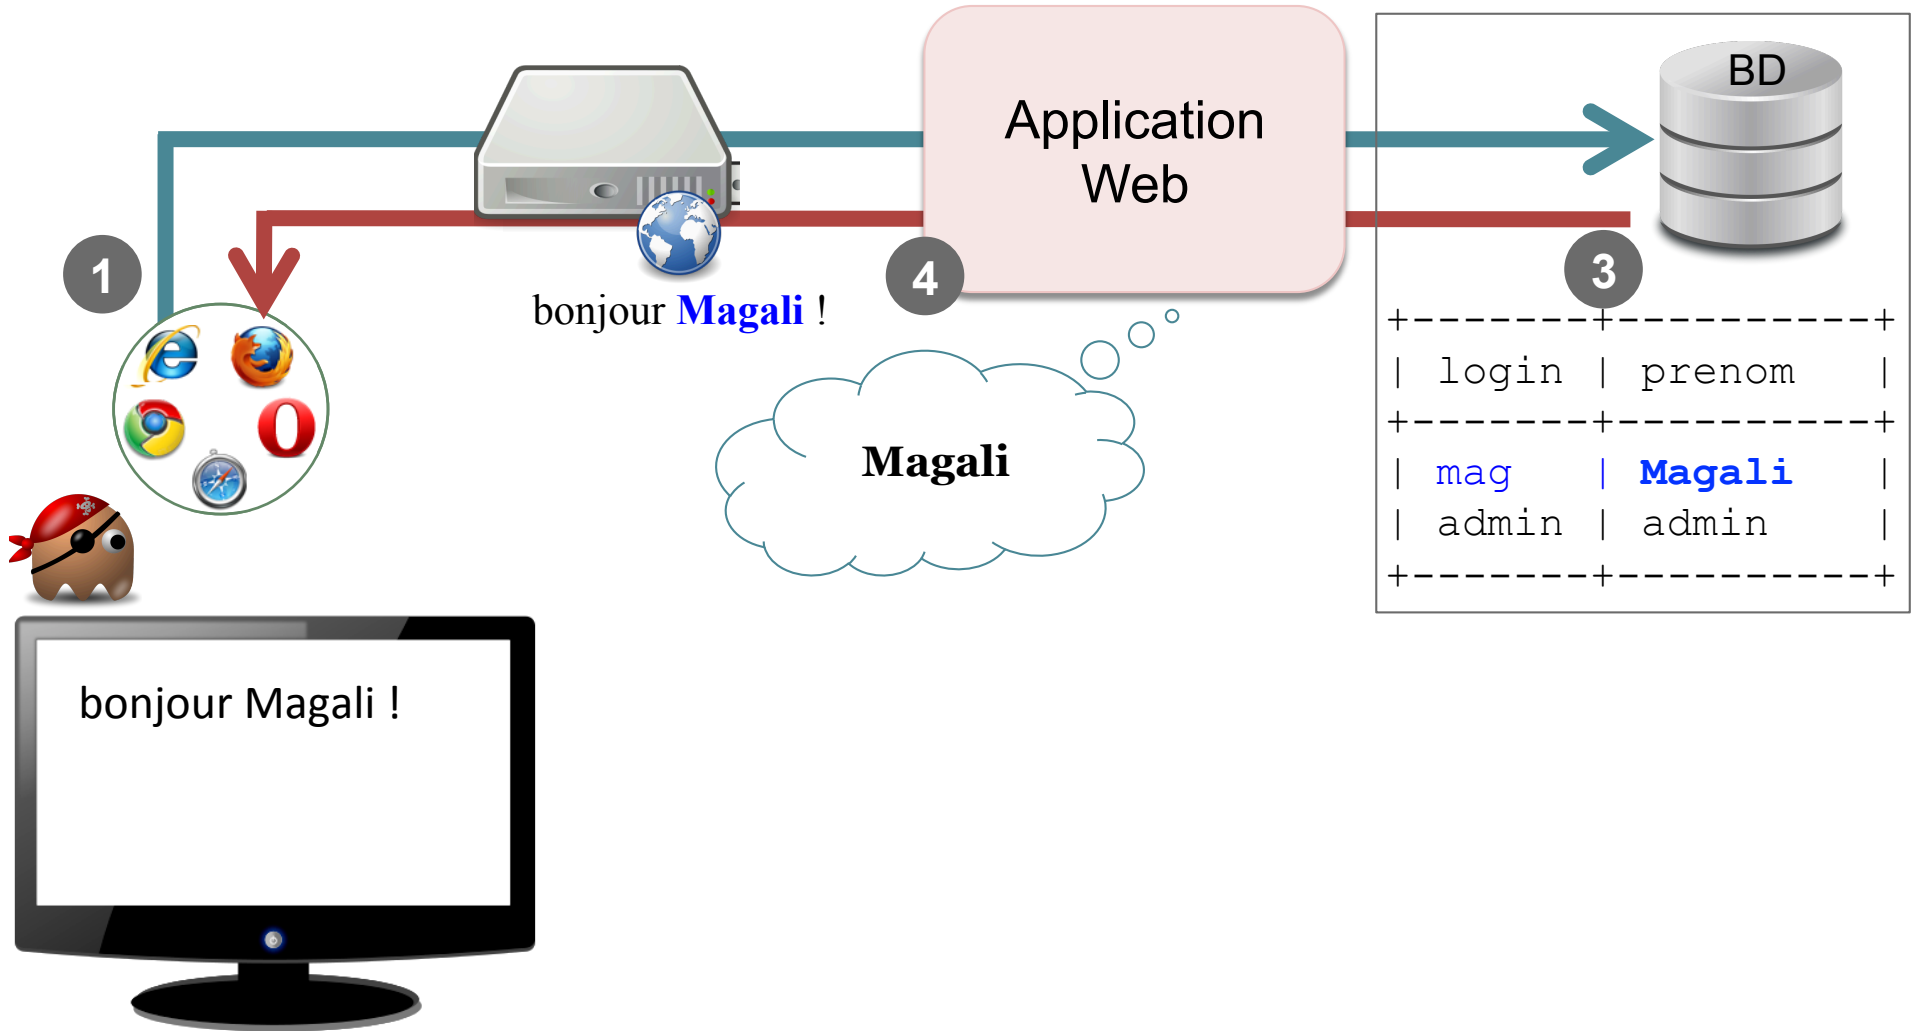 BD
Application
Web
1
4
3
bonjour Magali !
+-------+-----------+
| login | prenom |
+-------+-----------+
| mag | Magali |
| admin | admin |
+-------+-----------+
Magali
bonjour Magali !